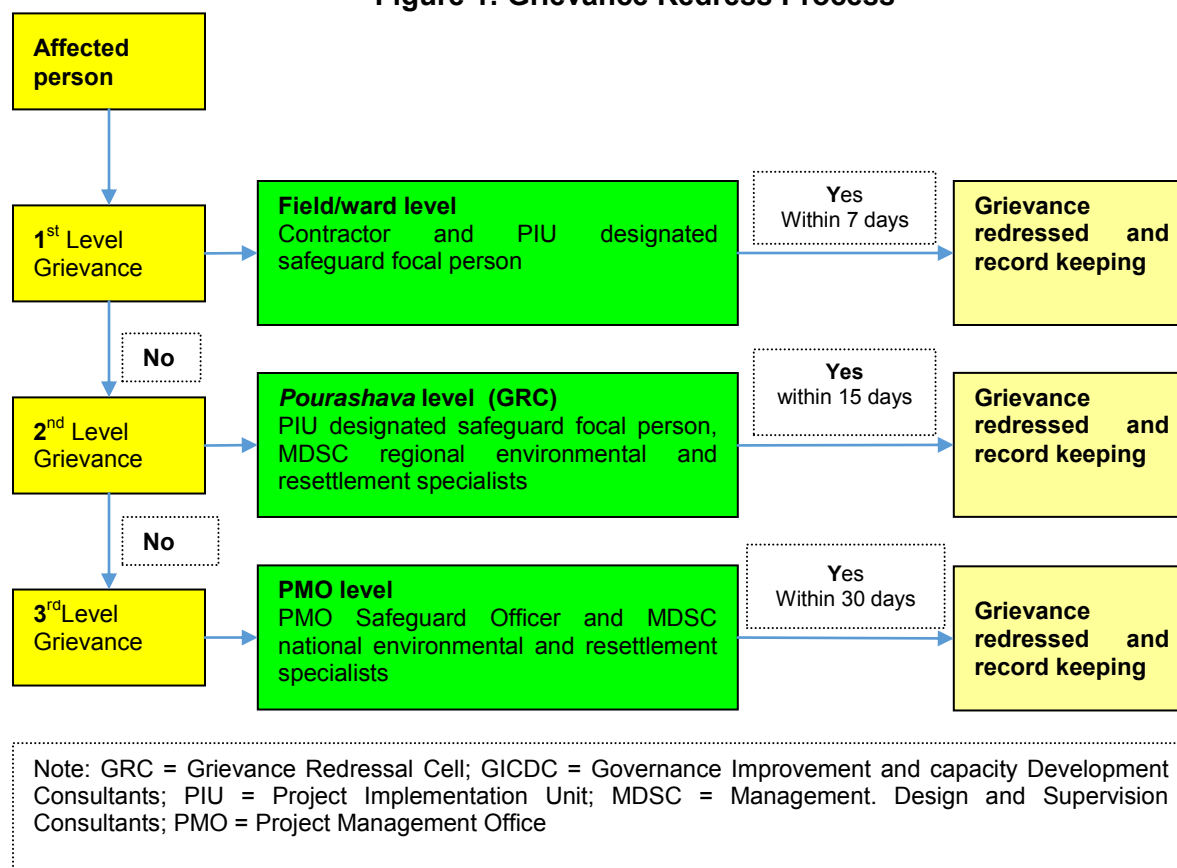 Figure 1: Grievance Redress Process
Affected
person
1st Level
Grievance
Field/ward level
Contractor and PIU designated
safeguard focal person
Yes
Within 7 days
Grievance
redressed and
record keeping
No
2nd Level
Grievance
Pourashava level (GRC)
PIU designated safeguard focal person,
MDSC regional environmental and
resettlement specialists
Yes
within 15 days
Grievance
redressed and
record keeping
No
3rdLevel
Grievance
PMO level
PMO Safeguard Officer and MDSC
national environmental and resettlement
specialists
Yes
Within 30 days
Grievance
redressed and
record keeping
Note: GRC = Grievance Redressal Cell; GICDC = Governance Improvement and capacity Development
Consultants; PIU = Project Implementation Unit; MDSC = Management. Design and Supervision
Consultants; PMO = Project Management Office